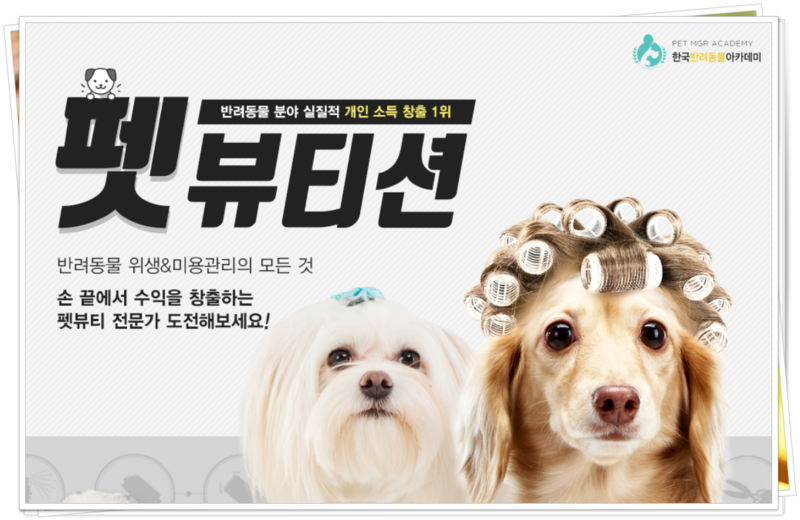 PET MGR ACADEMY
한국반려동물아카데미
반려동물 분야 실질적 개인 소득 창출 1위
펫뷰티션
반려동물 위생&미용관리의 모든 것
손 끝에서 수익을 창출하는
펫뷰티 전문가 도전해보세요!